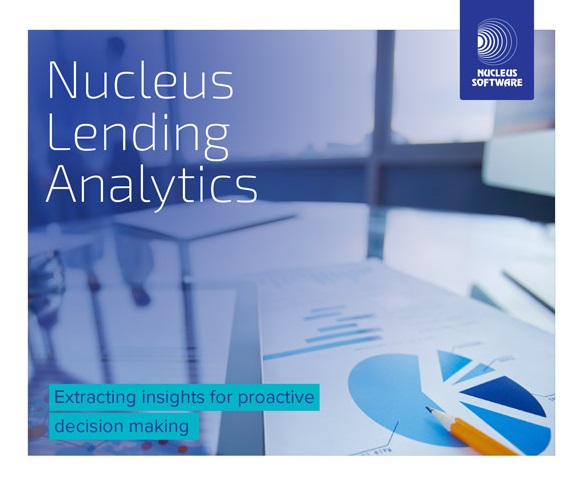 NUCLEUS
SOFTWARE
Nucleus
Lending
Analytics
Extracting insights for proactive
decision making